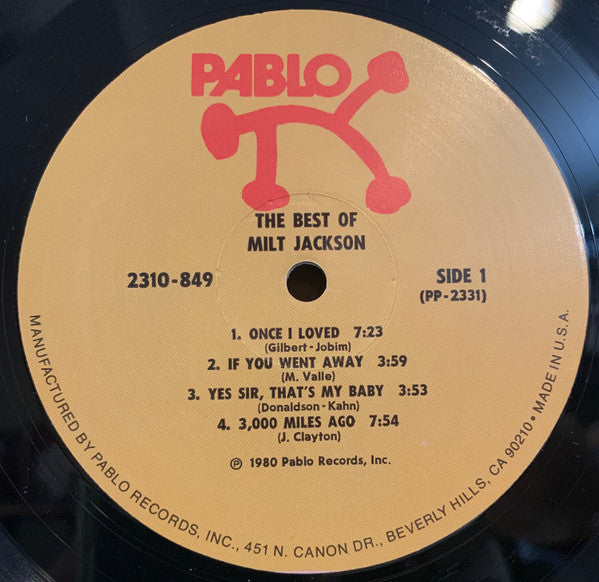 PABLO
THE BEST OF
MILT JACKSON
2310-849
SIDE 1
(PP-2331)
1. ONCE I LOVED 7:23
(Gilbert-Jobim)
2. IF YOU WENT AWAY 3:59
(M. Valle)
3. YES SIR, THAT'S MY BABY 3:53
(Donaldson-Kahn)
4. 3,000 MILES AGO 7:54
(J. Clayton)
℗ 1980 Pablo Records, Inc.
MANUFACTURED BY PABLO RECORDS, INC., 451 N. CANON DR., BEVERLY HILLS, CA 90210 • MADE IN U.S.A.